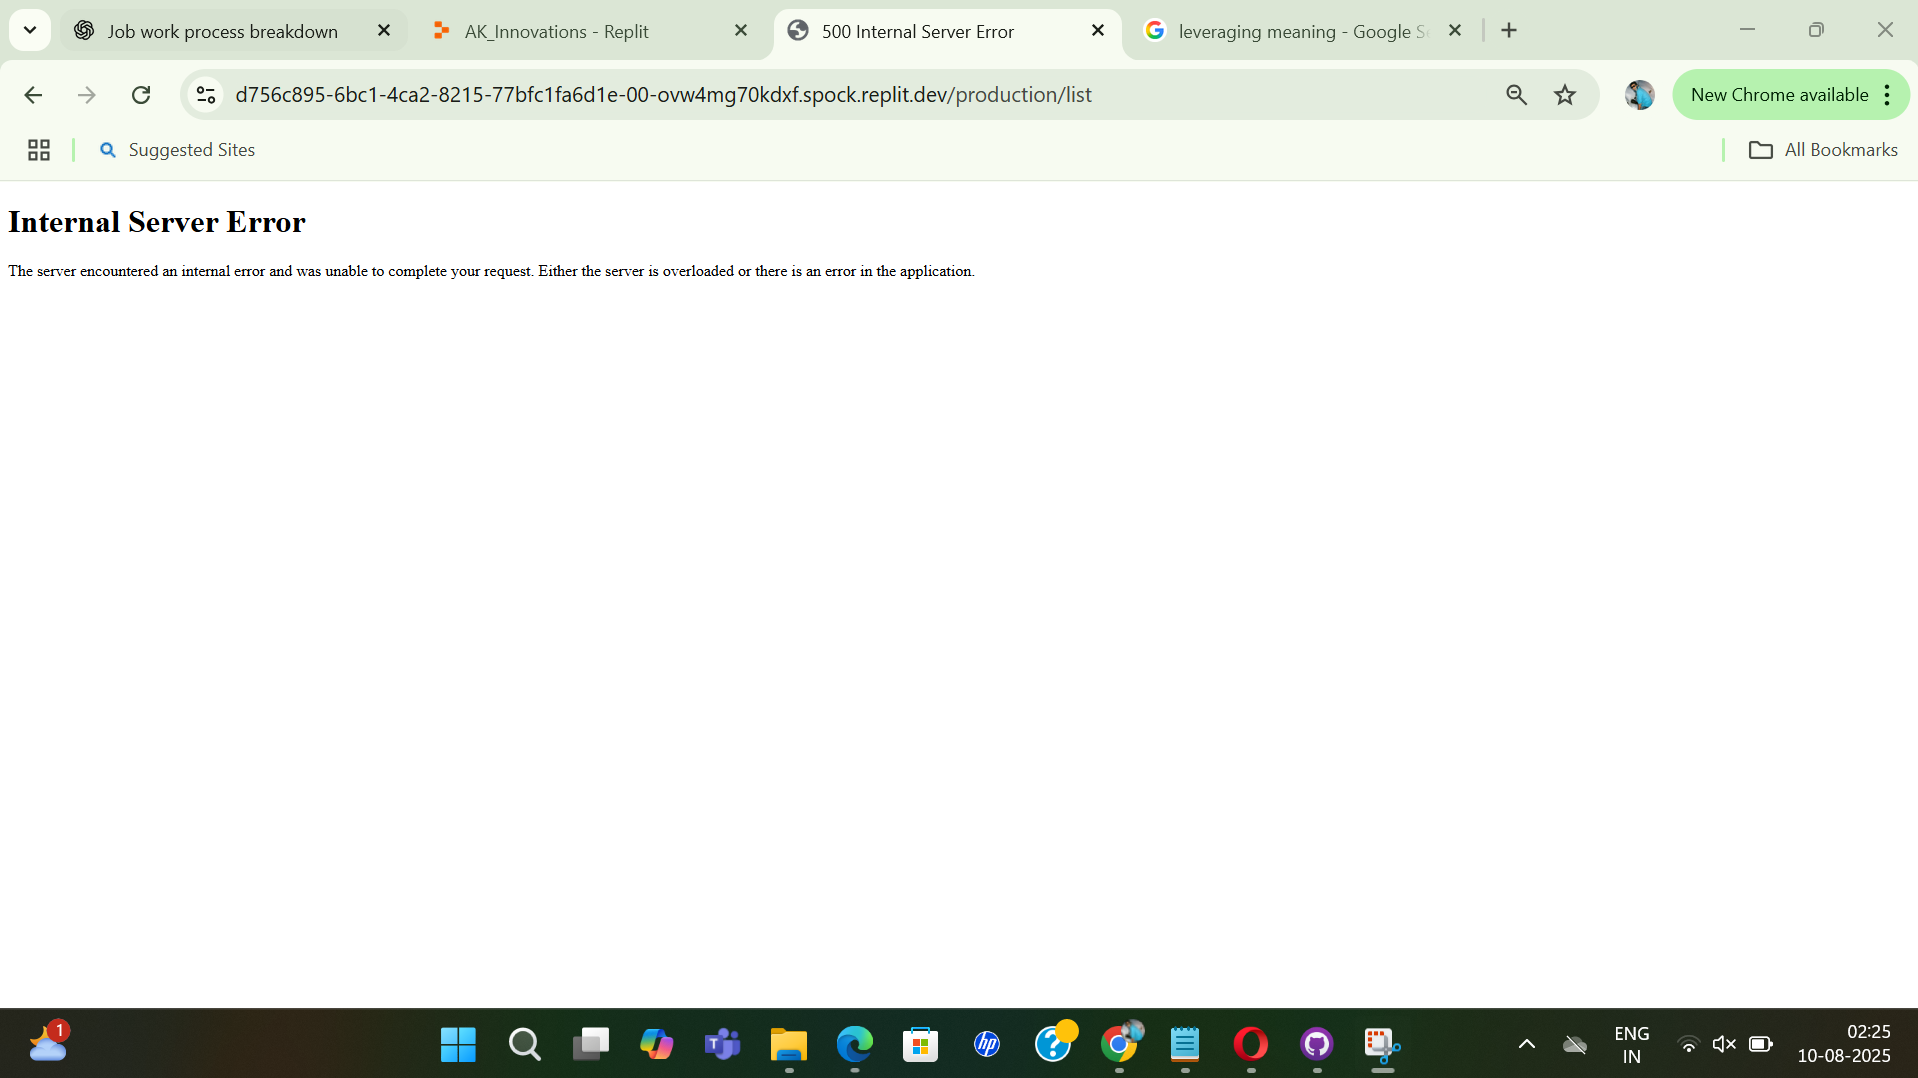 Job work process breakdown
AK_Innovations - Replit
500 Internal Server Error
leveraging meaning - Google S
d756c895-6bc1-4ca2-8215-77bfc1fa6d1e-00-ovw4mg70kdxf.spock.replit.dev/production/list
New Chrome available
Suggested Sites
All Bookmarks
Internal Server Error
The server encountered an internal error and was unable to complete your request. Either the server is overloaded or there is an error in the application.
1
T
hp
?
ENG
IN
02:25
10-08-2025